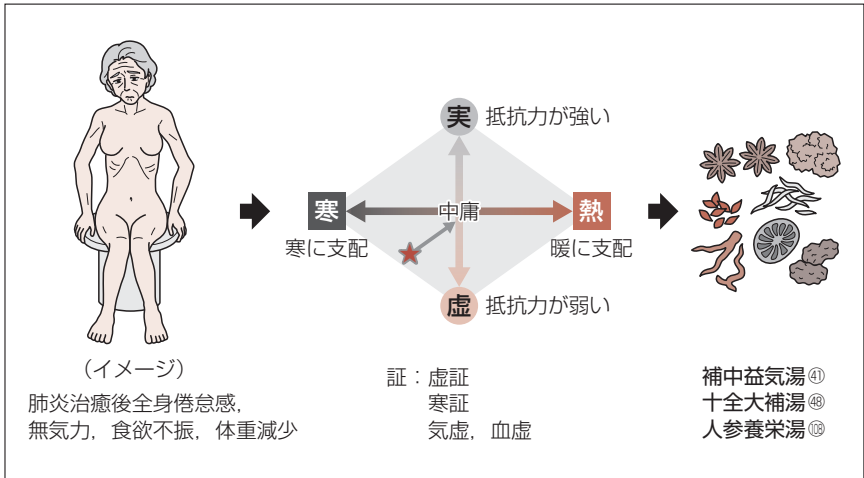 （イメージ）
肺炎治癒後全身倦怠感，
無気力，食欲不振，体重減少
実 抵抗力が強い
寒 中庸 熱
寒に支配 暖に支配
虚 抵抗力が弱い
証：虚証
寒証
気虚，血虚
補中益気湯㊶
十全大補湯㊽
人参養栄湯108